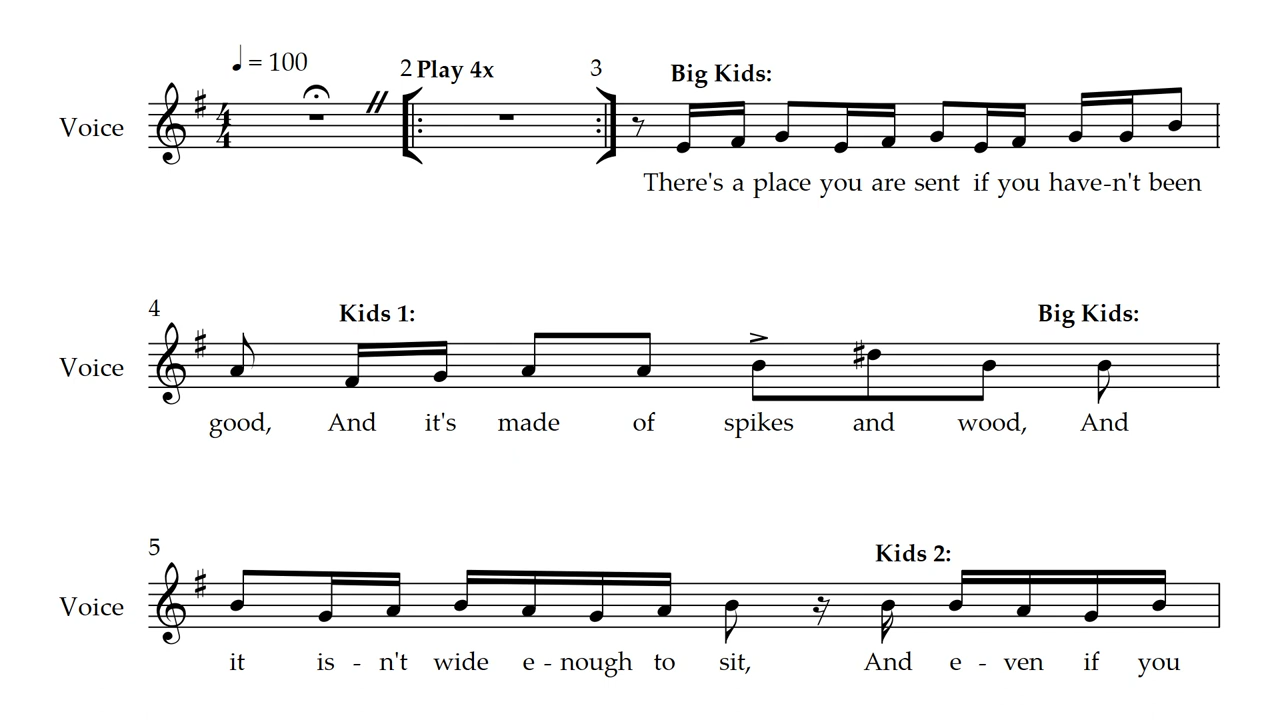 ♩ = 100
2 Play 4x 3 Big Kids:
Voice
There's a place you are sent if you have-n't been
4 Kids 1: Big Kids:
Voice
good, And it's made of spikes and wood, And
5 Kids 2:
Voice
it is - n't wide e - nough to sit, And e - ven if you